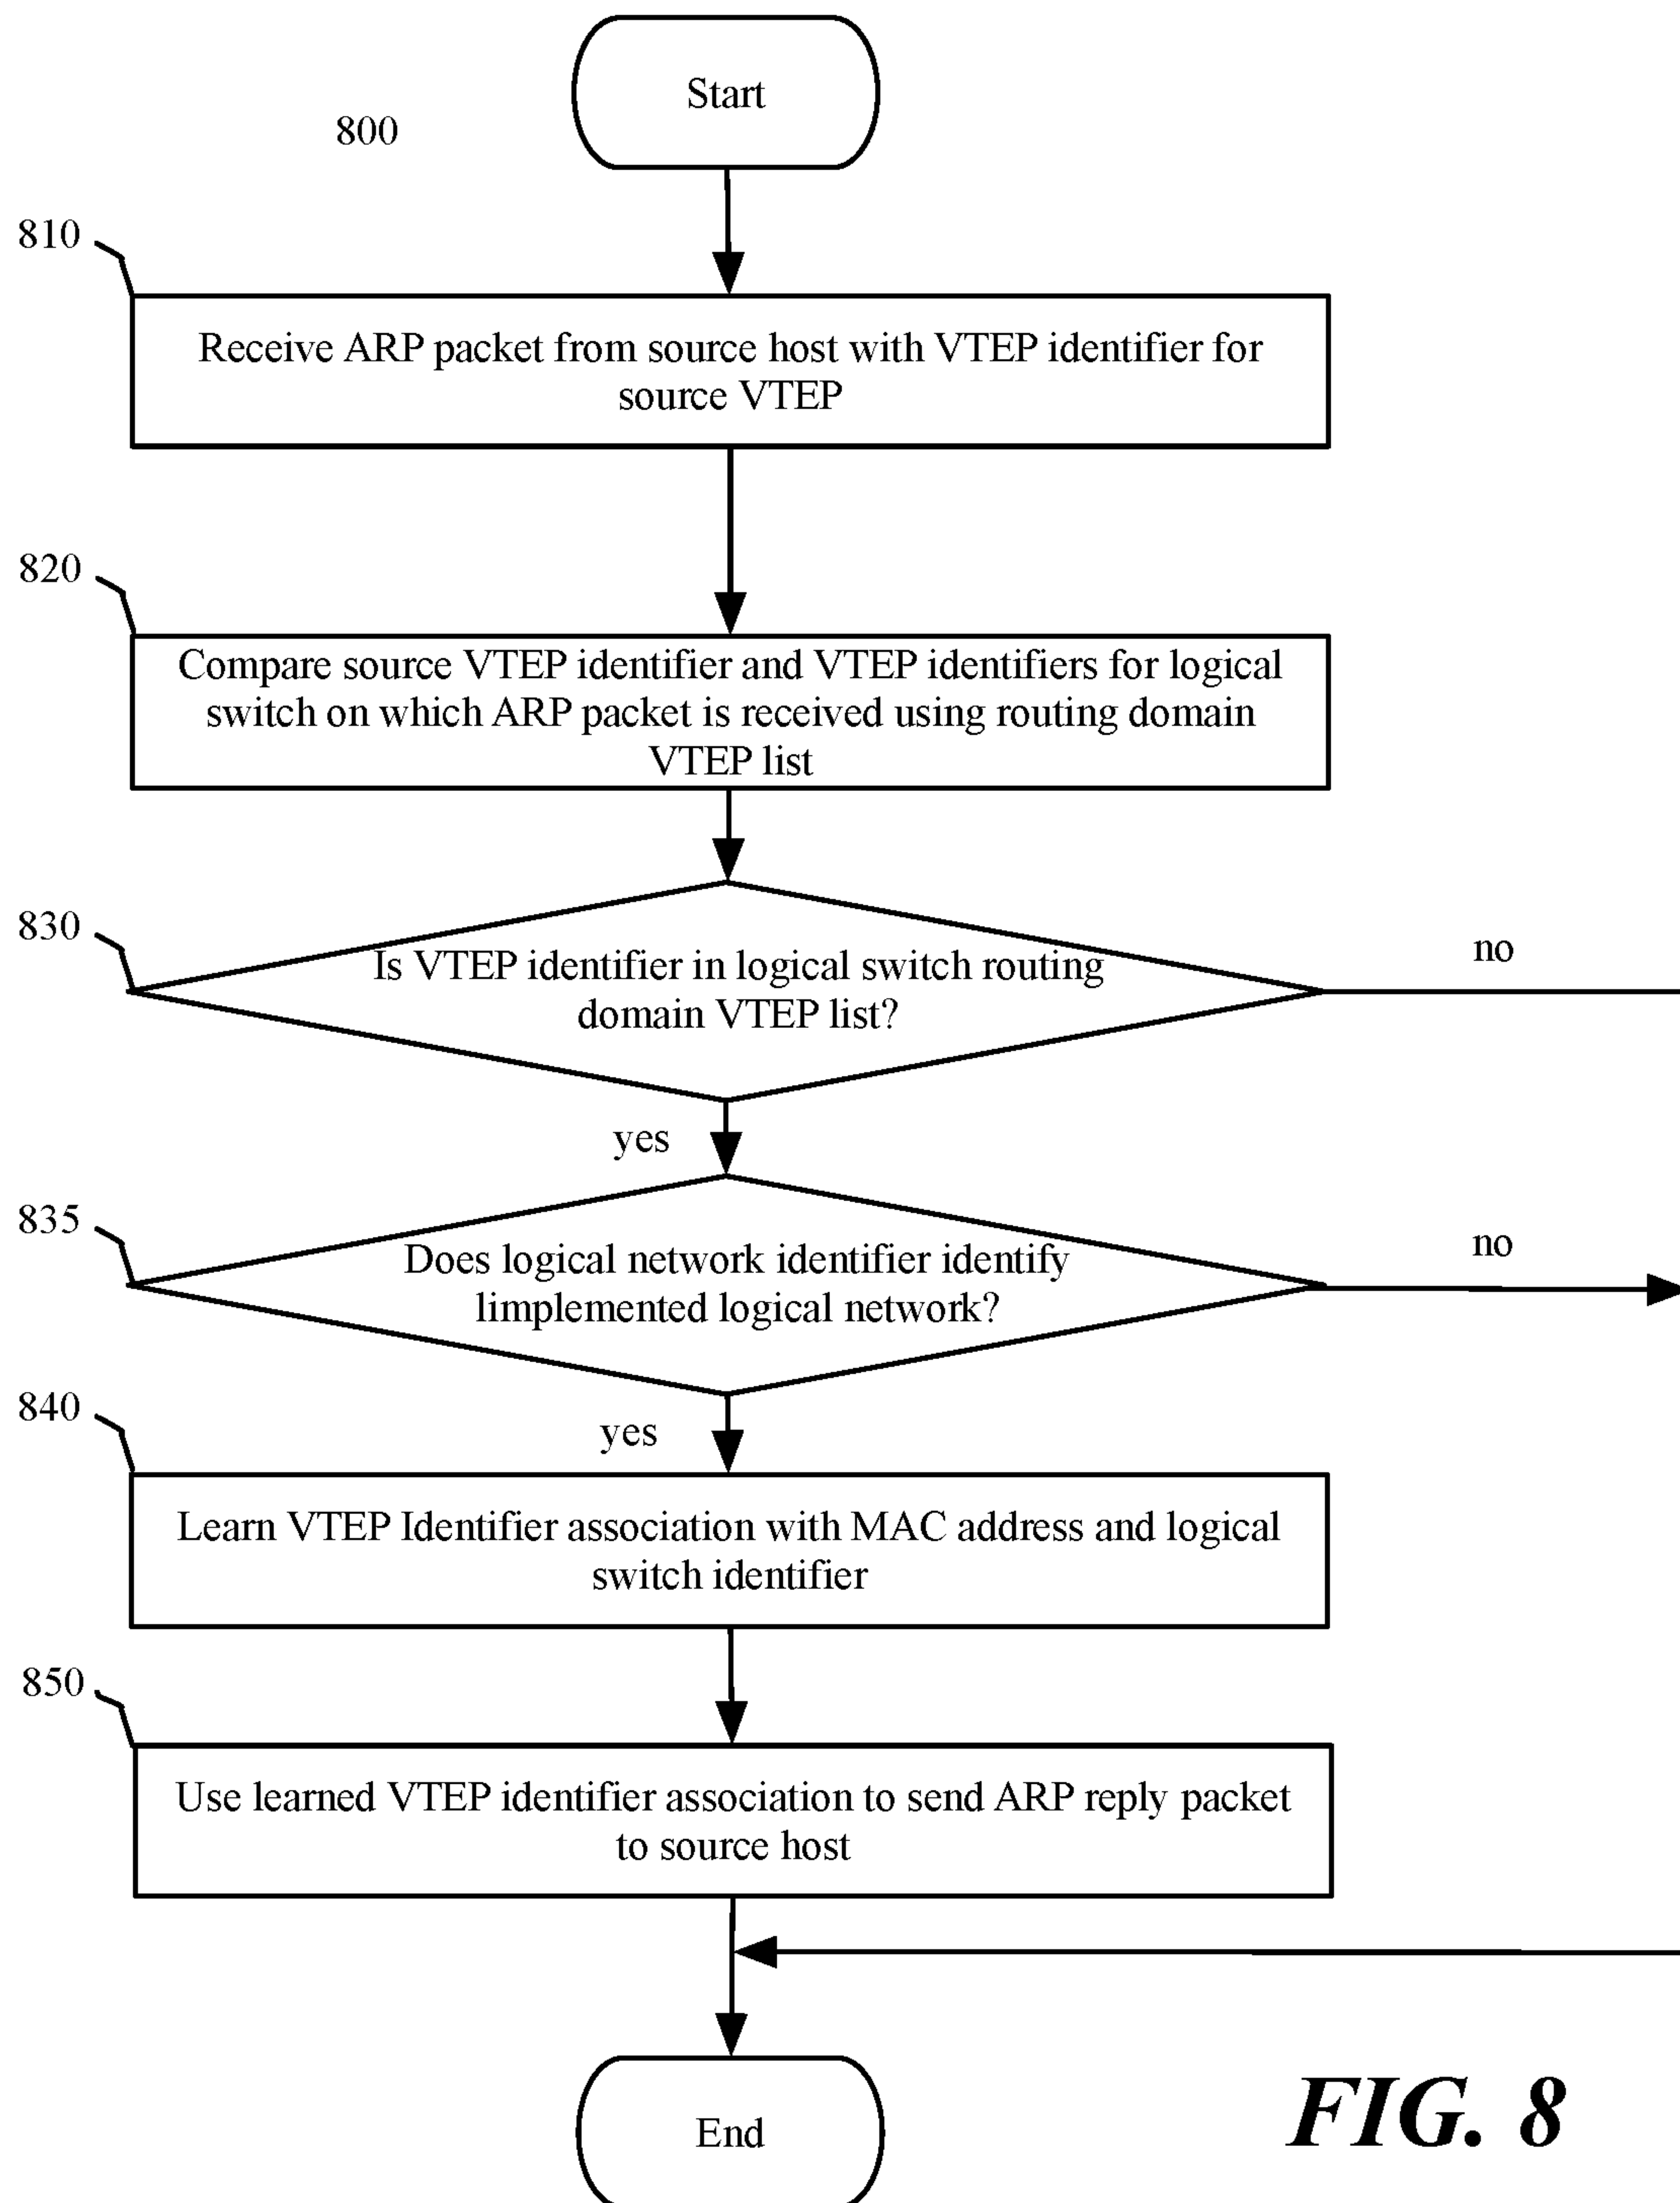 Start
800
810
Receive ARP packet from source host with VTEP identifier for
source VTEP
820
Compare source VTEP identifier and VTEP identifiers for logical
switch on which ARP packet is received using routing domain
VTEP list
830
Is VTEP identifier in logical switch routing
domain VTEP list?
no
yes
835
Does logical network identifier identify
limplemented logical network?
no
840
yes
Learn VTEP Identifier association with MAC address and logical
switch identifier
850
Use learned VTEP identifier association to send ARP reply packet
to source host
End
FIG. 8